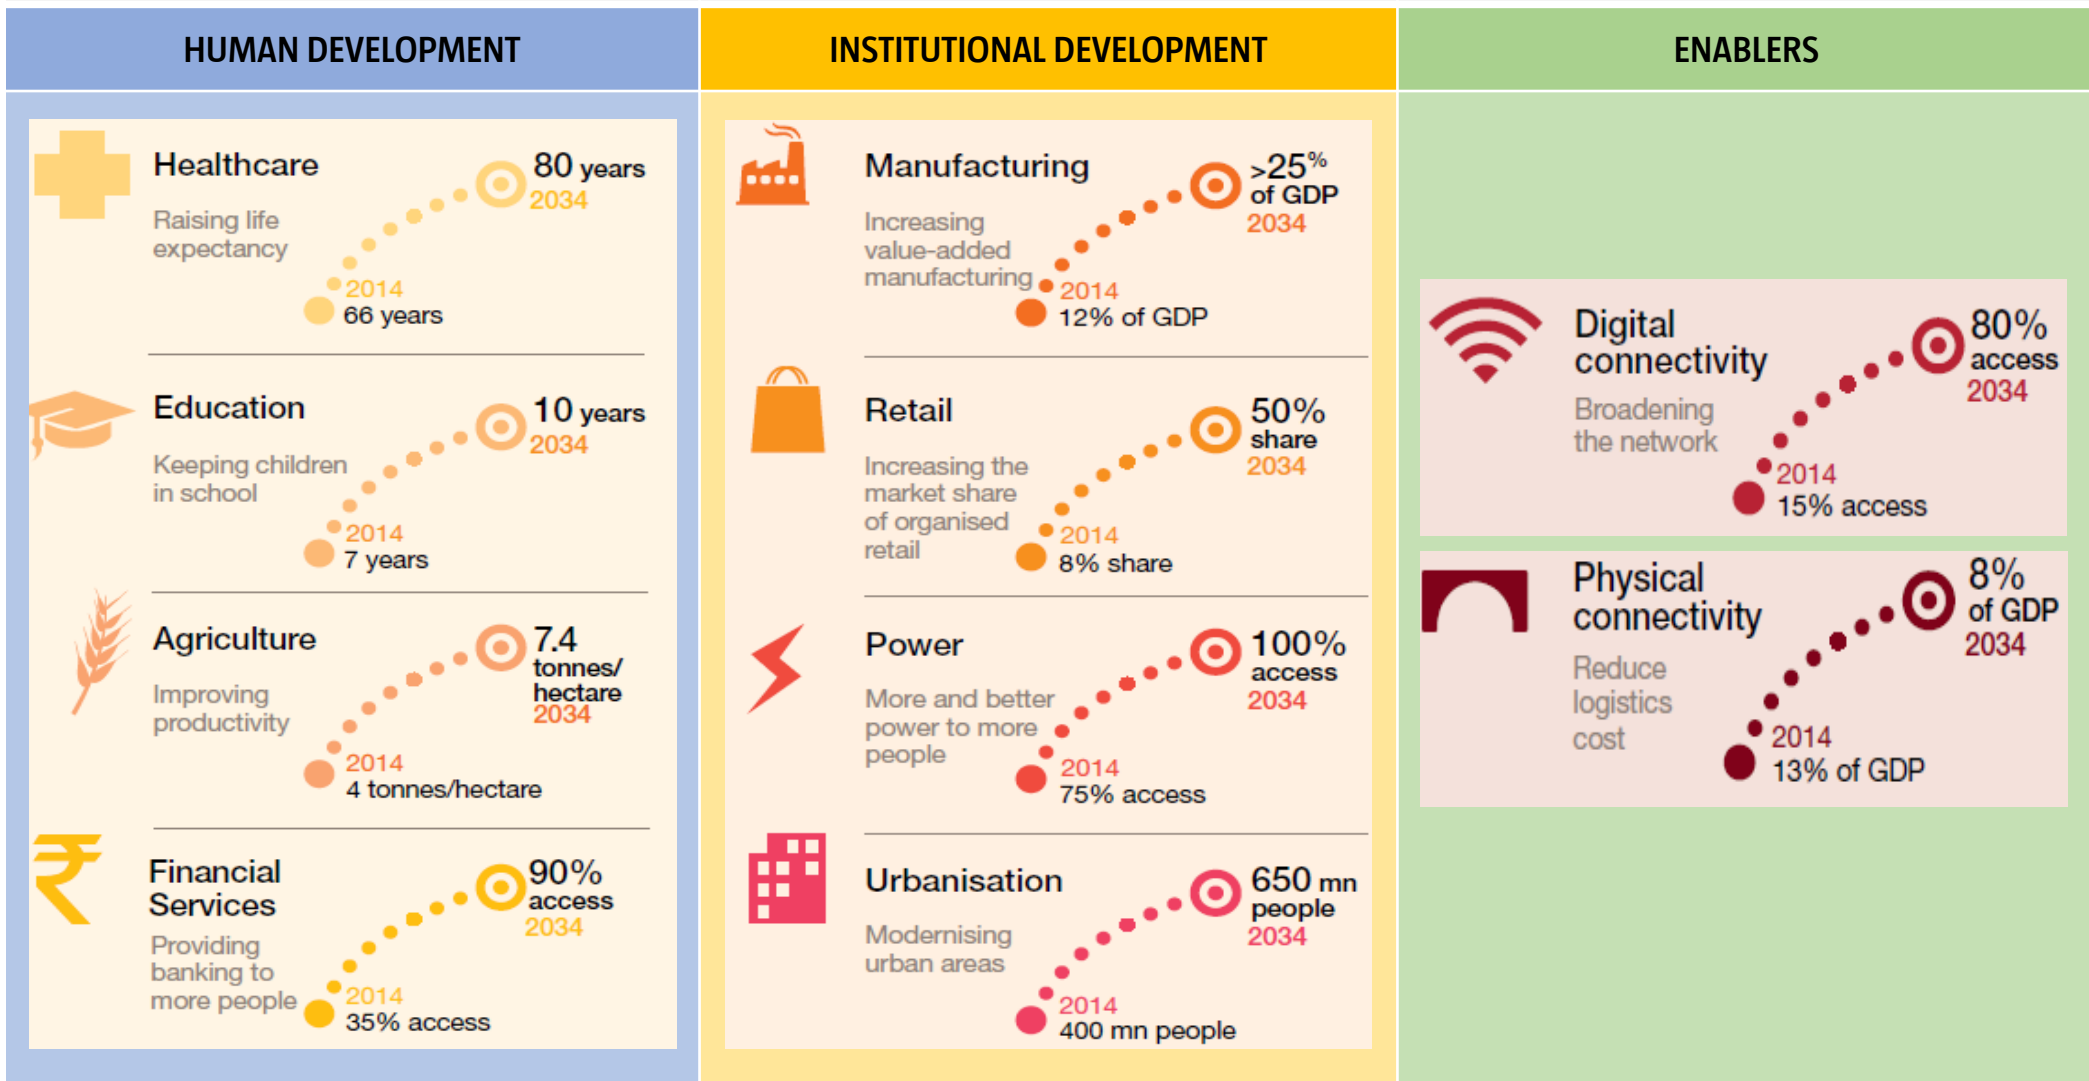 HUMAN DEVELOPMENT
Healthcare
Raising life
expectancy
80 years
2034
2014
66 years
Education
Keeping children
in school
10 years
2034
2014
7 years
Agriculture
Improving
productivity
7.4
tonnes/
hectare
2034
2014
4 tonnes/hectare
₹
Financial
Services
Providing
banking to
more people
90%
access
2034
2014
35% access
INSTITUTIONAL DEVELOPMENT
Manufacturing
Increasing
value-added
manufacturing
>25%
of GDP
2034
2014
12% of GDP
Retail
Increasing the
market share
of organised
retail
50%
share
2034
2014
8% share
Power
More and better
power to more
people
100%
access
2034
2014
75% access
Urbanisation
Modernising
urban areas
650 mn
people
2034
2014
400 mn people
ENABLERS
Digital
connectivity
Broadening
the network
80%
access
2034
2014
15% access
Physical
connectivity
Reduce
logistics
cost
8%
of GDP
2034
2014
13% of GDP